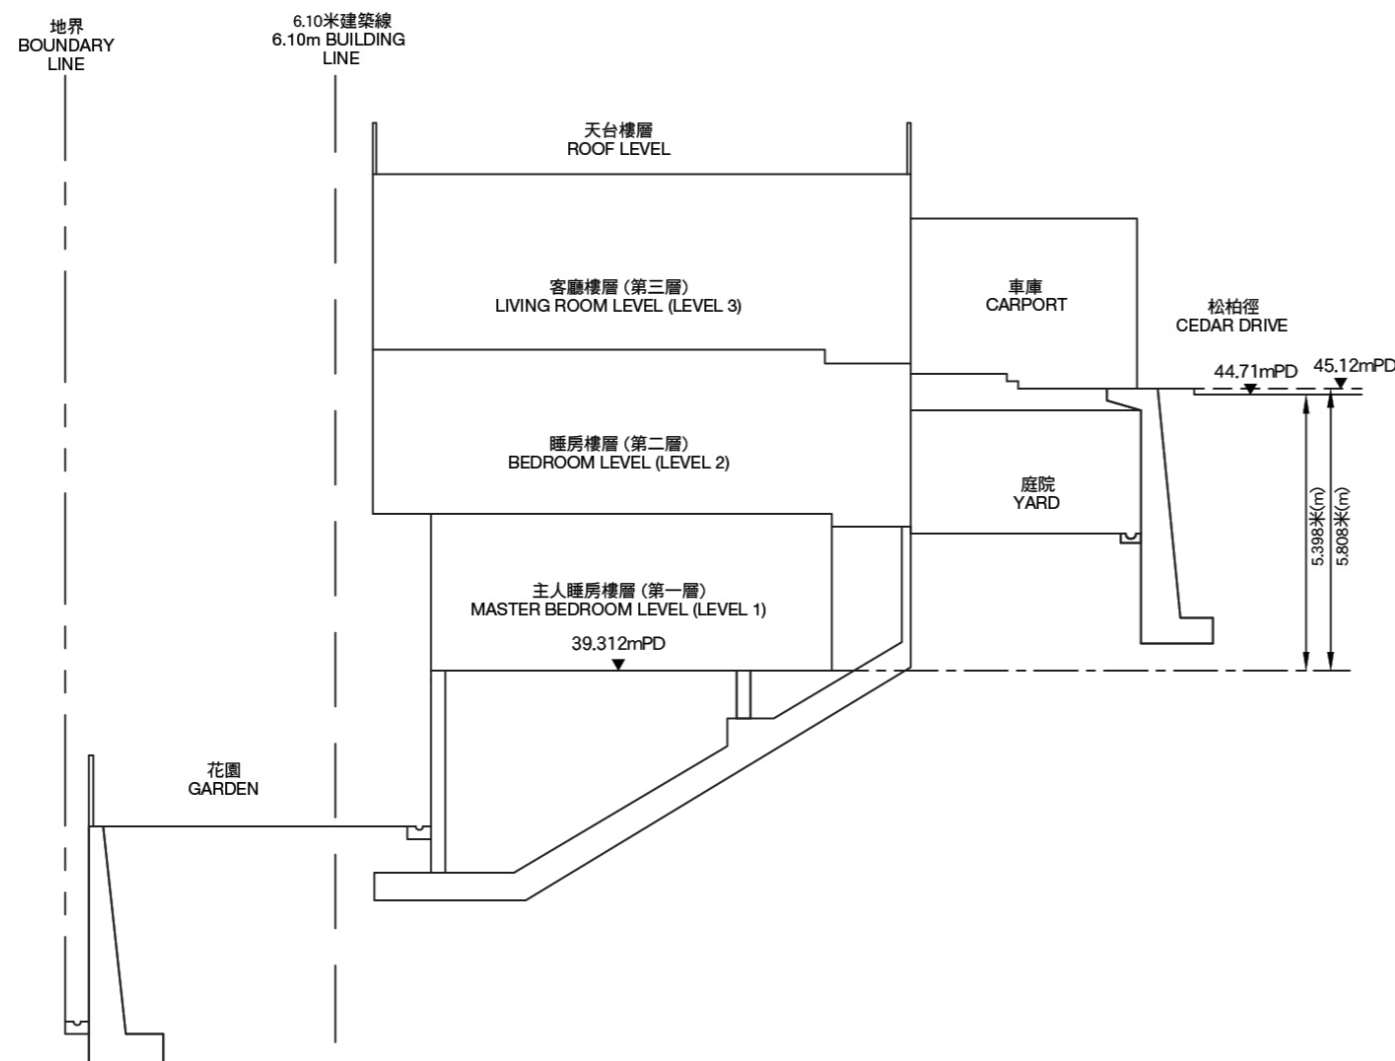 地界
BOUNDARY
LINE
6.10米建築線
6.10m BUILDING
LINE
天台樓層
ROOF LEVEL
客廳樓層 (第三層)
LIVING ROOM LEVEL (LEVEL 3)
車庫
CARPORT
松柏徑
CEDAR DRIVE
44.71mPD
45.12mPD
睡房樓層 (第二層)
BEDROOM LEVEL (LEVEL 2)
庭院
YARD
5.398米(m)
5.808米(m)
主人睡房樓層 (第一層)
MASTER BEDROOM LEVEL (LEVEL 1)
39.312mPD
花園
GARDEN